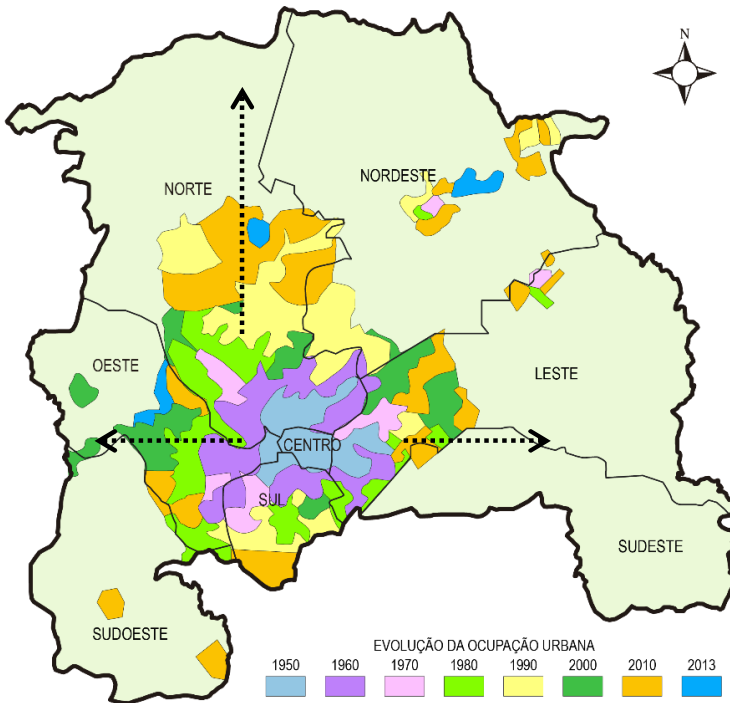 N
NORTE
NORDESTE
OESTE
LESTE
CENTRO
SUL
SUDESTE
SUDOESTE
EVOLUÇÃO DA OCUPAÇÃO URBANA
1950 1960 1970 1980 1990 2000 2010 2013